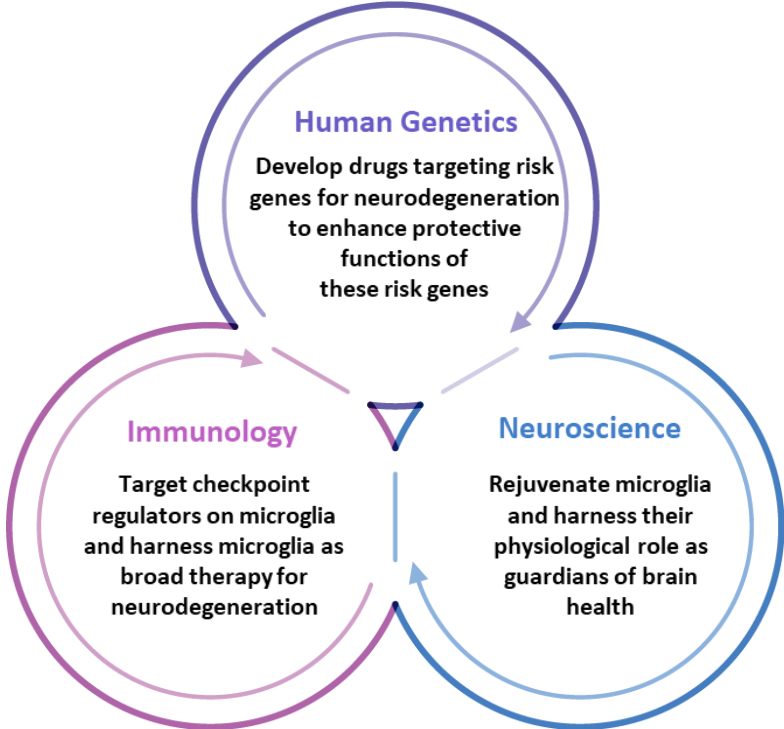 Human Genetics
Develop drugs targeting risk
genes for neurodegeneration
to enhance protective
functions of
these risk genes
Immunology
Target checkpoint
regulators on microglia
and harness microglia as
broad therapy for
neurodegeneration
Neuroscience
Rejuvenate microglia
and harness their
physiological role as
guardians of brain
health